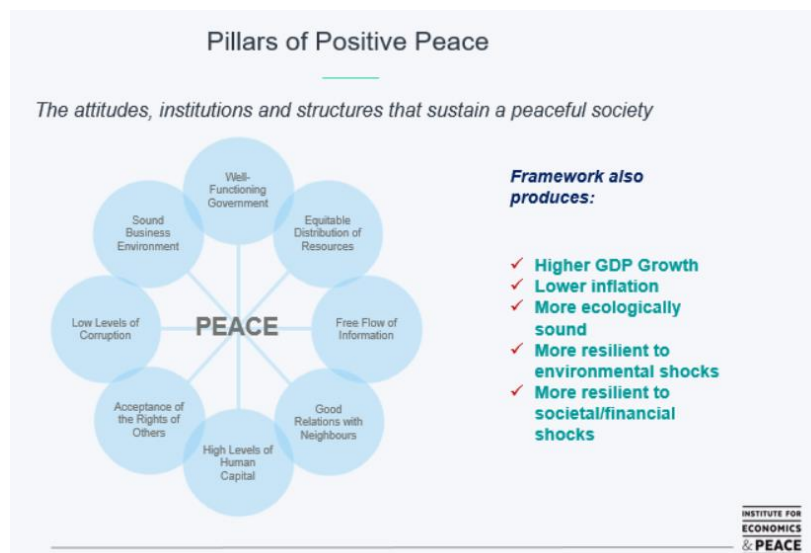 Pillars of Positive Peace
The attitudes, institutions and structures that sustain a peaceful society
Well-
Functioning
Government
Equitable
Distribution of
Resources
Free Flow of
Information
Good
Relations with
Neighbours
High Levels of
Human
Capital
Acceptance of
the Rights of
Others
Low Levels of
Corruption
Sound
Business
Environment
PEACE
Framework also
produces:
✓ Higher GDP Growth
✓ Lower inflation
✓ More ecologically
sound
✓ More resilient to
environmental shocks
✓ More resilient to
societal/financial
shocks
INSTITUTE FOR
ECONOMICS
& PEACE